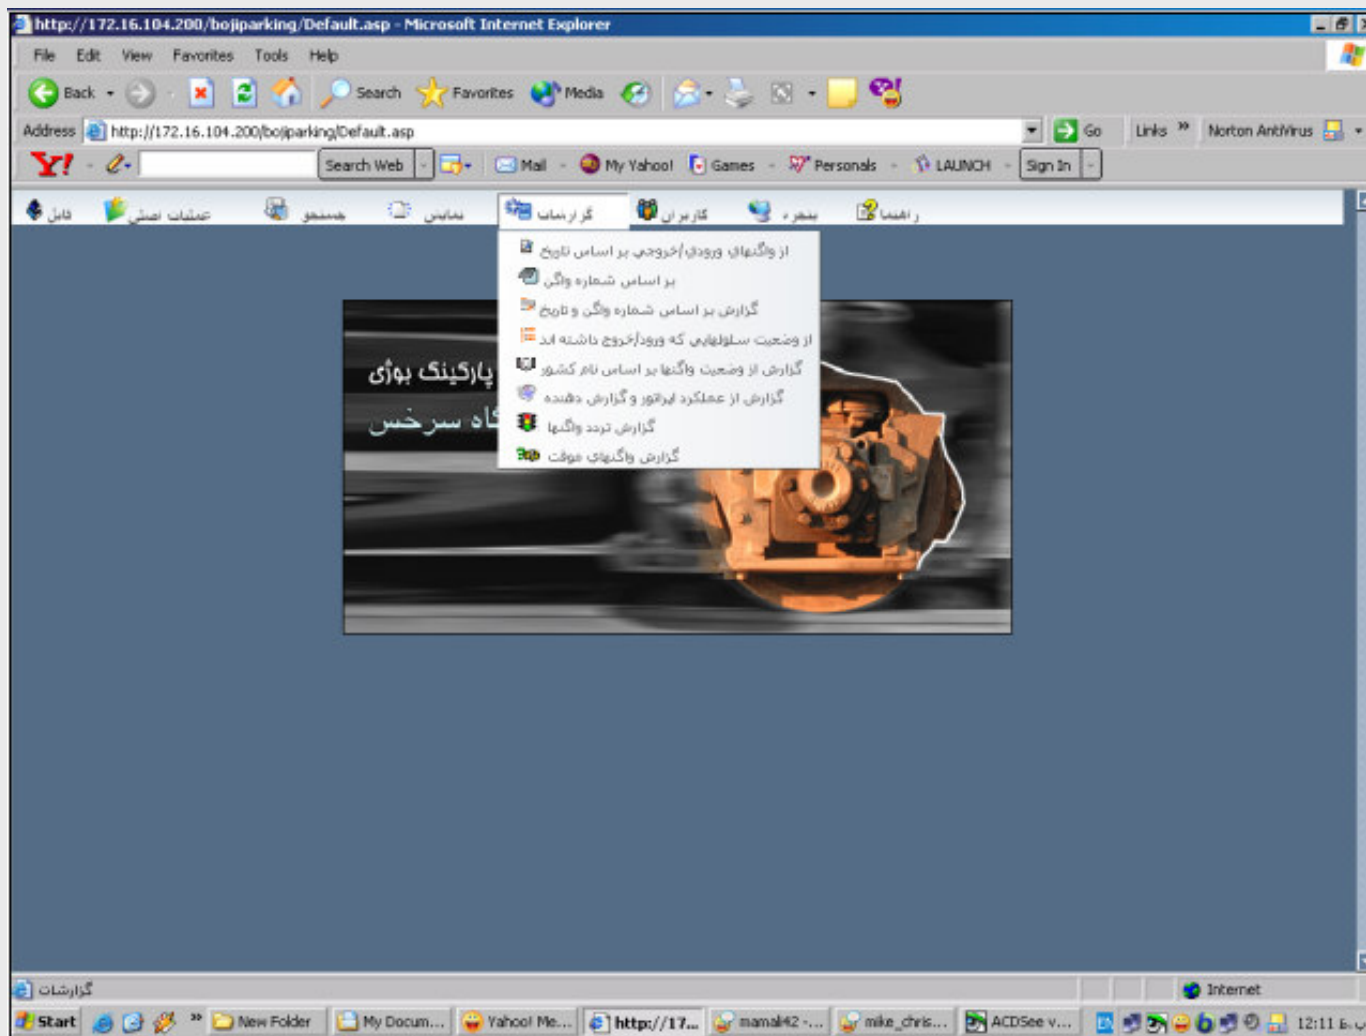 http://172.16.104.200/bojiparking/Default.asp - Microsoft Internet Explorer
File Edit View Favorites Tools Help
Back Search Favorites Media
Address http://172.16.104.200/bojiparking/Default.asp Go Links » Norton AntiVirus
Y! Search Web Mail My Yahoo! Games Personals LAUNCH Sign In
فایل عملیات اصلی جستجو نمایش گزارشات کاربران پنجره راهنما
از واگنهای ورودی/خروجی بر اساس تاریخ
بر اساس شماره واگن
گزارش بر اساس شماره واگن و تاریخ
از وضعیت سلولهایی که ورود/خروج داشته اند
گزارش از وضعیت واگنها بر اساس نام کشور
گزارش از عملکرد اپراتور و گزارش دهنده
گزارش تردد واگنها
گزارش واگنهای موقت
پارکینگ بوژی
گاه سرخس
گزارشات Internet
Start » New Folder My Docum... Yahoo! Me... http://17... mamal42 -... mike_chris... ACDSee v... 12:11